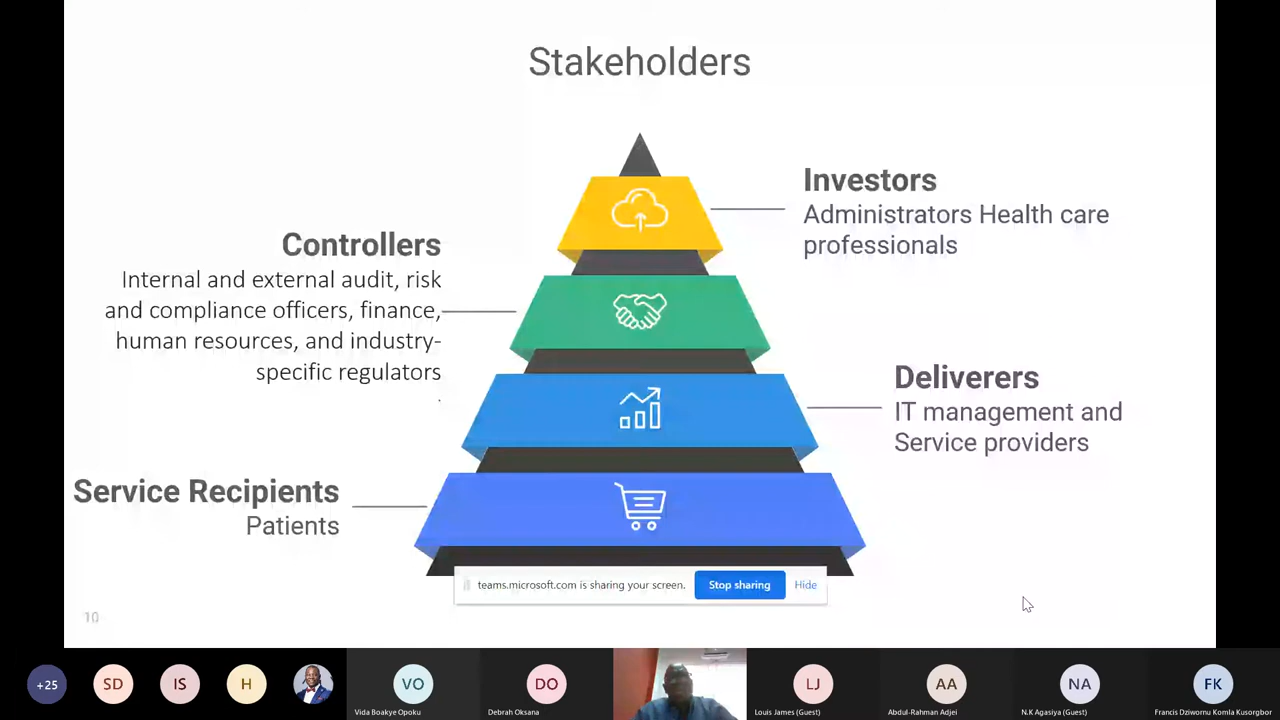 Stakeholders
Investors
Administrators Health care
professionals
Controllers
Internal and external audit, risk
and compliance officers, finance,
human resources, and industry-
specific regulators
.
Deliverers
IT management and
Service providers
Service Recipients
Patients
teams.microsoft.com is sharing your screen.
Stop sharing
Hide
10
+25
SD
IS
H
VO
Vida Boakye Opoku
DO
Debrah Oksana
LJ
Louis James (Guest)
AA
Abdul-Rahman Adjei
NA
N.K Agasiya (Guest)
FK
Francis Dziwonu Komla Kusorgbor